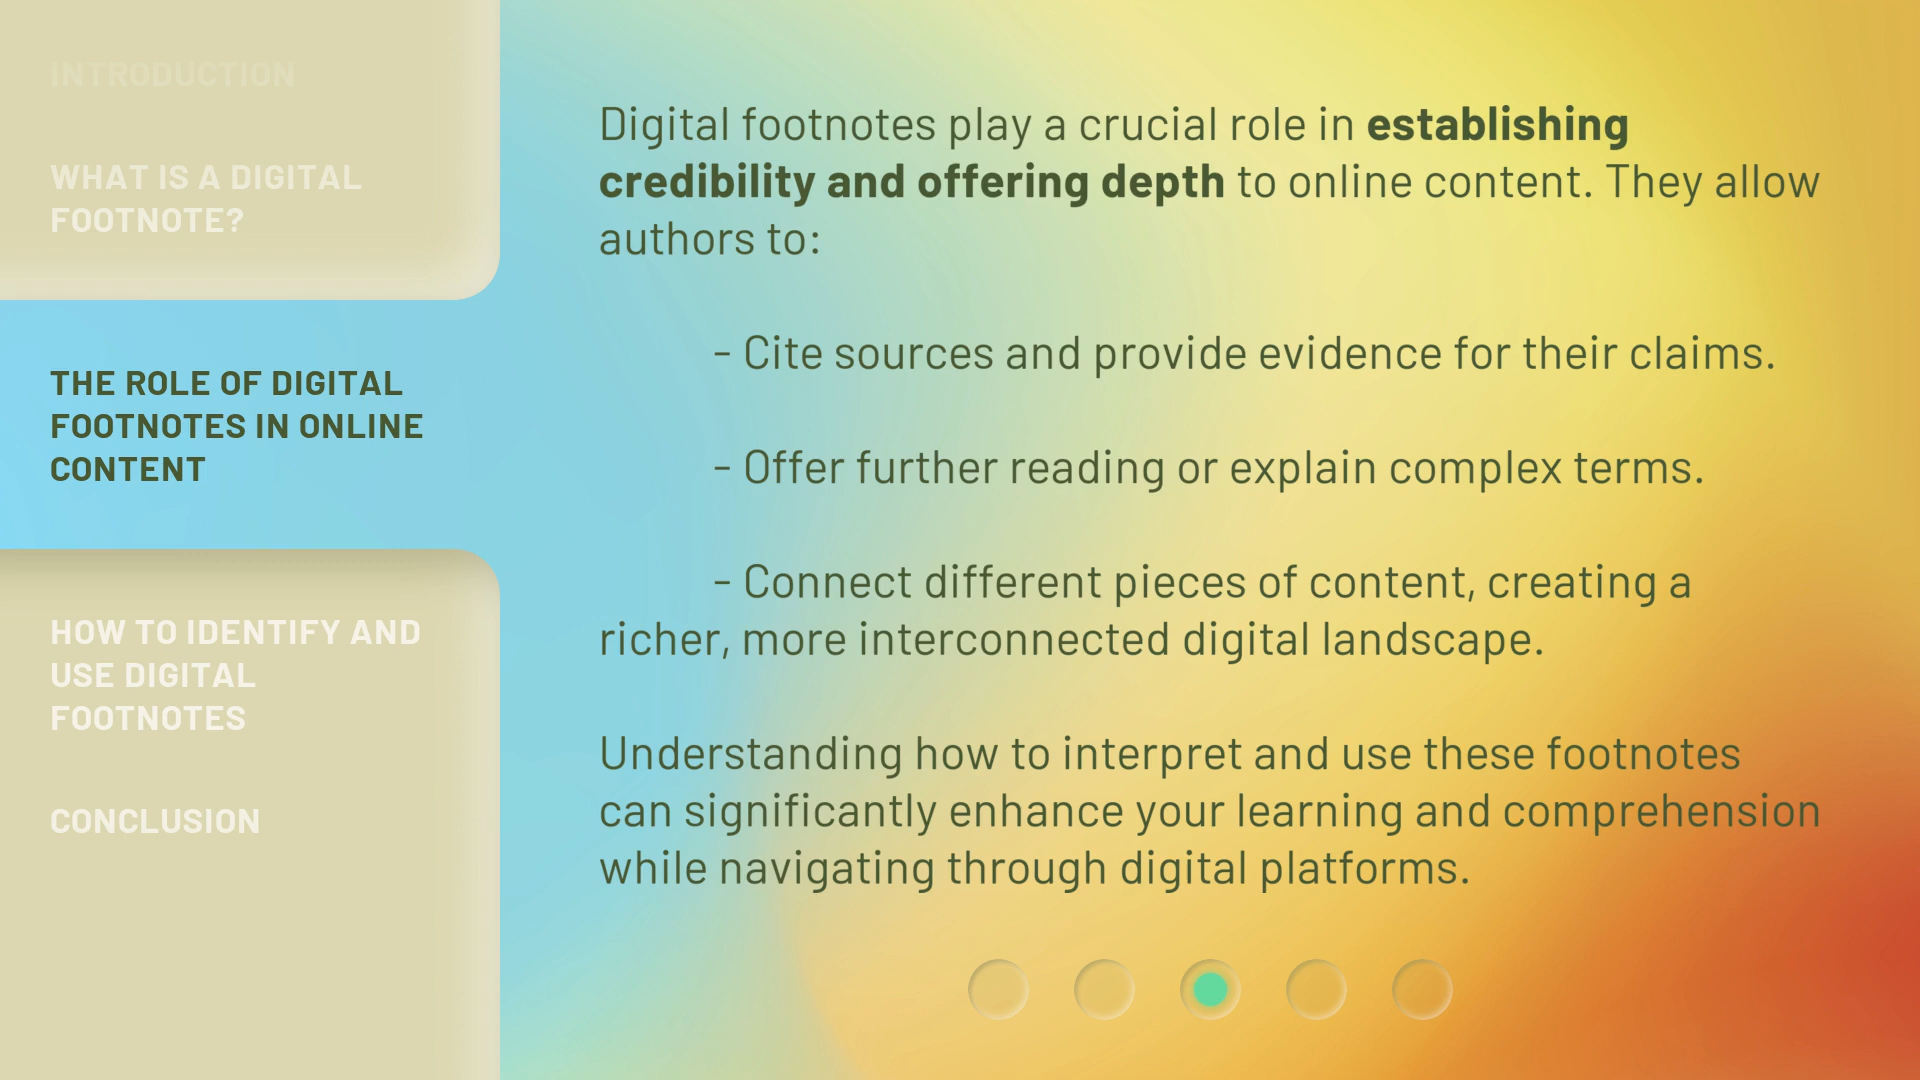 INTRODUCTION
WHAT IS A DIGITAL
FOOTNOTE?
THE ROLE OF DIGITAL
FOOTNOTES IN ONLINE
CONTENT
HOW TO IDENTIFY AND
USE DIGITAL
FOOTNOTES
CONCLUSION
Digital footnotes play a crucial role in establishing
credibility and offering depth to online content. They allow
authors to:
- Cite sources and provide evidence for their claims.
- Offer further reading or explain complex terms.
- Connect different pieces of content, creating a
richer, more interconnected digital landscape.
Understanding how to interpret and use these footnotes
can significantly enhance your learning and comprehension
while navigating through digital platforms.